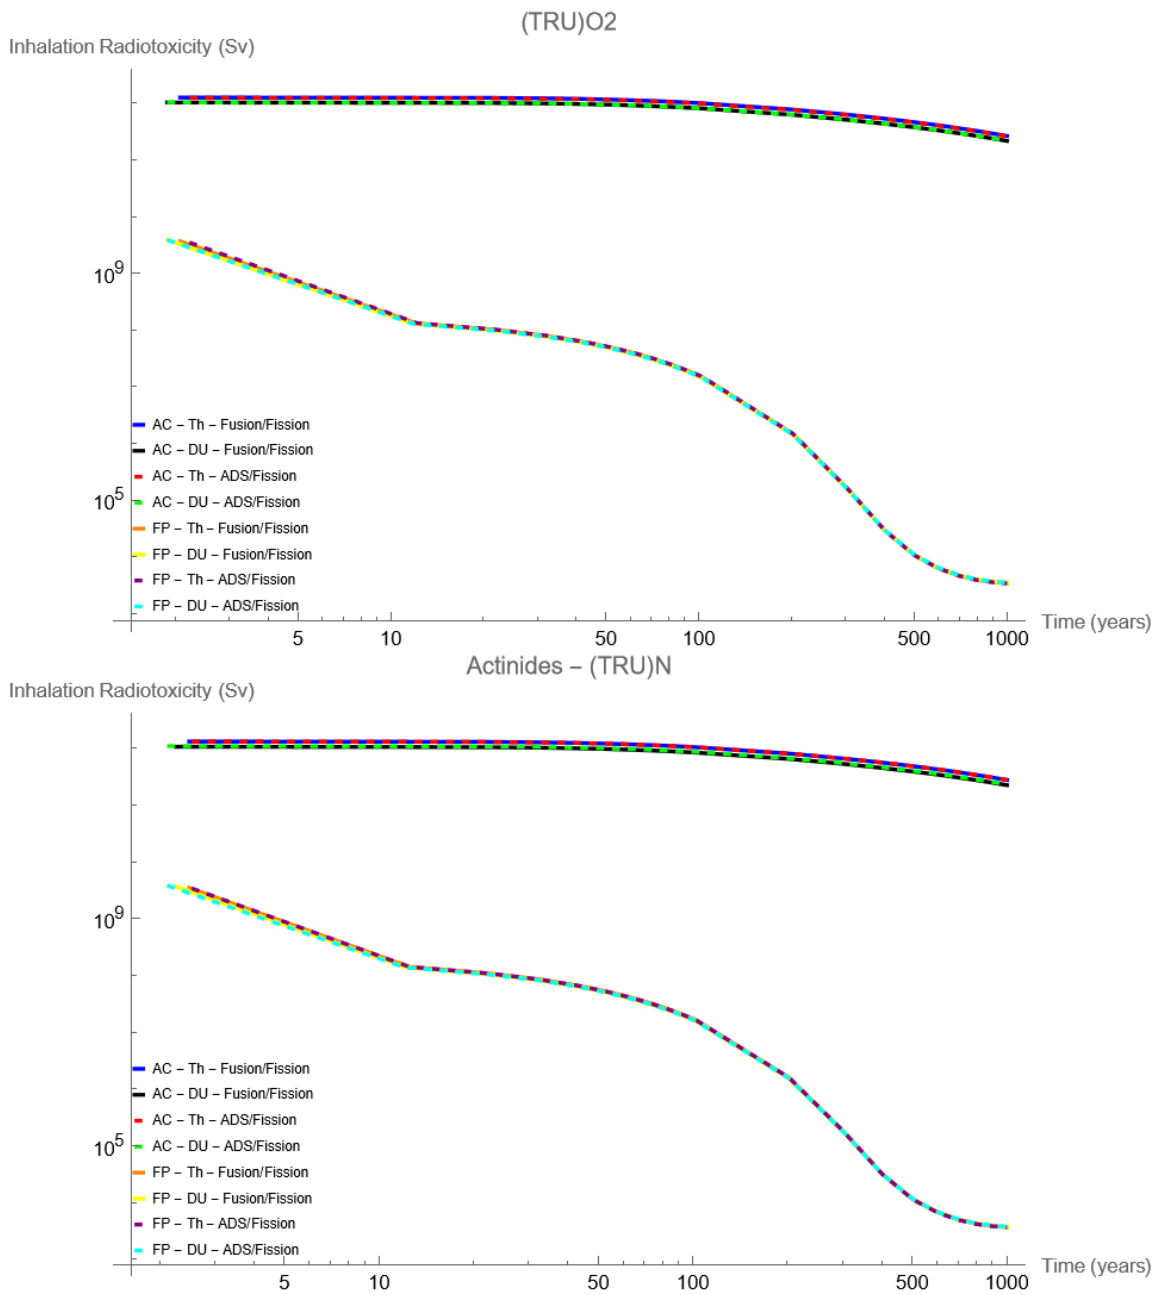 (TRU)O2
Inhalation Radiotoxicity (Sv)
10^9
10^5
AC – Th – Fusion/Fission
AC – DU – Fusion/Fission
AC – Th – ADS/Fission
AC – DU – ADS/Fission
FP – Th – Fusion/Fission
FP – DU – Fusion/Fission
FP – Th – ADS/Fission
FP – DU – ADS/Fission
5 10 50 100 500 1000
Time (years)
Actinides – (TRU)N
Inhalation Radiotoxicity (Sv)
10^9
10^5
AC – Th – Fusion/Fission
AC – DU – Fusion/Fission
AC – Th – ADS/Fission
AC – DU – ADS/Fission
FP – Th – Fusion/Fission
FP – DU – Fusion/Fission
FP – Th – ADS/Fission
FP – DU – ADS/Fission
5 10 50 100 500 1000
Time (years)